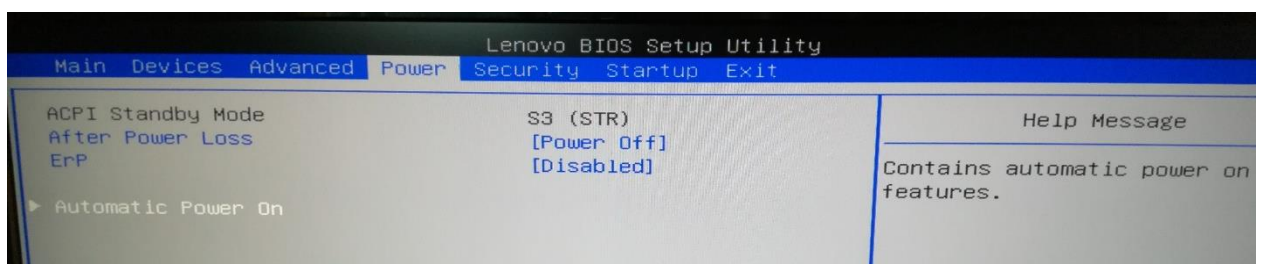 Lenovo BIOS Setup Utility
Main Devices Advanced Power Security Startup Exit
ACPI Standby Mode S3 (STR)
After Power Loss [Power Off]
ErP [Disabled]
▶ Automatic Power On
Help Message
Contains automatic power on
features.